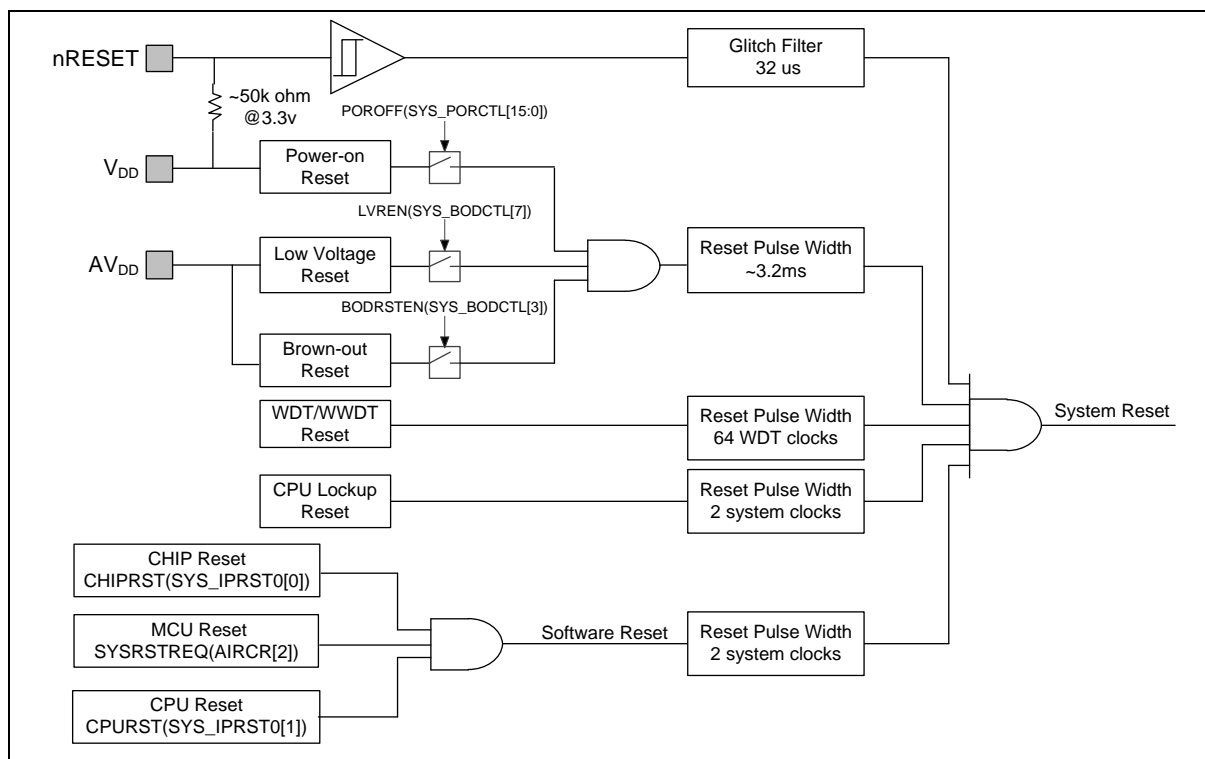 nRESET
Glitch Filter
32 us
~50k ohm
@3.3v
POROFF(SYS_PORCTL[15:0])
VDD
Power-on
Reset
LVREN(SYS_BODCTL[7])
AVDD
Low Voltage
Reset
Reset Pulse Width
~3.2ms
BODRSTEN(SYS_BODCTL[3])
Brown-out
Reset
WDT/WWDT
Reset
Reset Pulse Width
64 WDT clocks
System Reset
CPU Lockup
Reset
Reset Pulse Width
2 system clocks
CHIP Reset
CHIPRST(SYS_IPRST0[0])
MCU Reset
SYSRSTREQ(AIRCR[2])
Software Reset
Reset Pulse Width
2 system clocks
CPU Reset
CPURST(SYS_IPRST0[1])